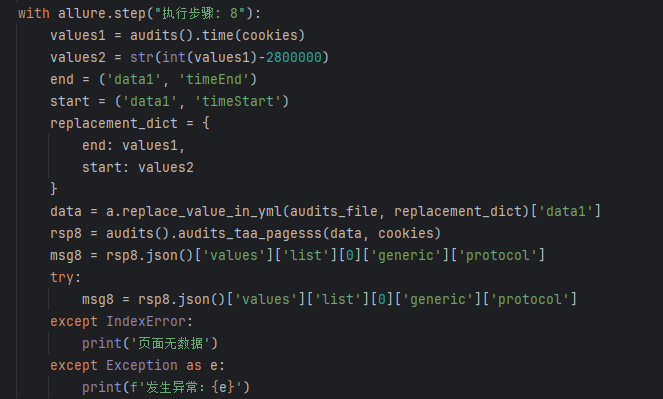 with allure.step("执行步骤: 8"):
    values1 = audits().time(cookies)
    values2 = str(int(values1)-2800000)
    end = ('data1', 'timeEnd')
    start = ('data1', 'timeStart')
    replacement_dict = {
        end: values1,
        start: values2
    }
    data = a.replace_value_in_yml(audits_file, replacement_dict)['data1']
    rsp8 = audits().audits_taa_pagesss(data, cookies)
    msg8 = rsp8.json()['values']['list'][0]['generic']['protocol']
    try:
        msg8 = rsp8.json()['values']['list'][0]['generic']['protocol']
    except IndexError:
        print('页面无数据')
    except Exception as e:
        print(f'发生异常: {e}')